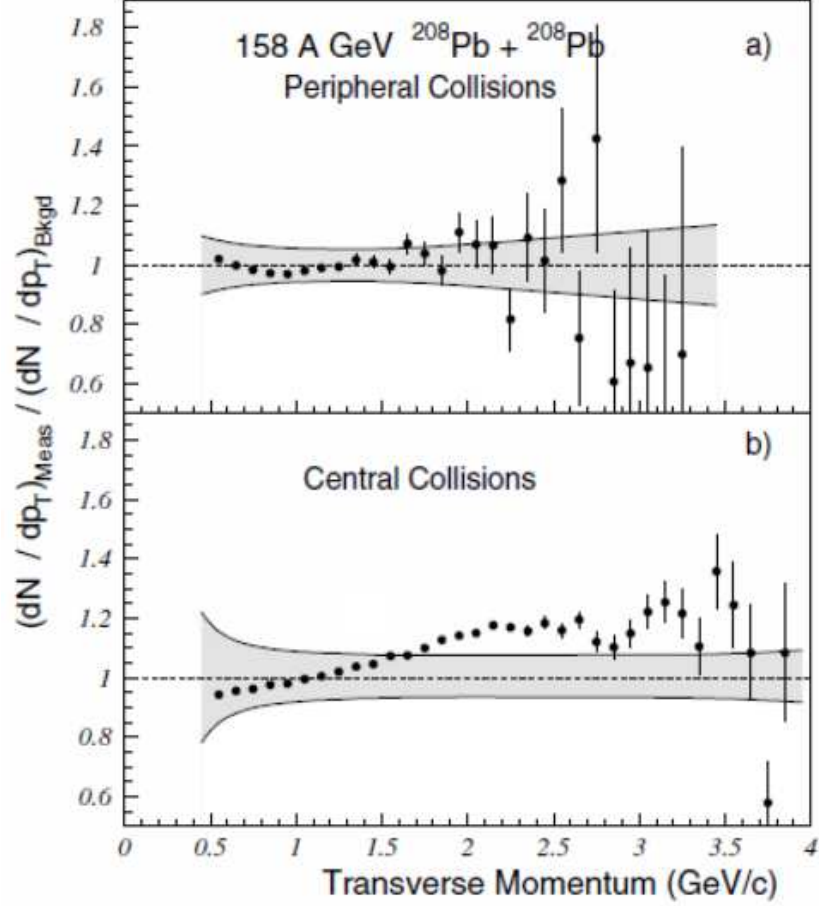 158 A GeV ²⁰⁸Pb + ²⁰⁸Pb
a)
Peripheral Collisions
1.8
1.6
1.4
1.2
1
0.8
0.6
(dN / dp_T)_Meas / (dN / dp_T)_Bkgd
b)
Central Collisions
1.8
1.6
1.4
1.2
1
0.8
0.6
0 0.5 1 1.5 2 2.5 3 3.5 4
Transverse Momentum (GeV/c)